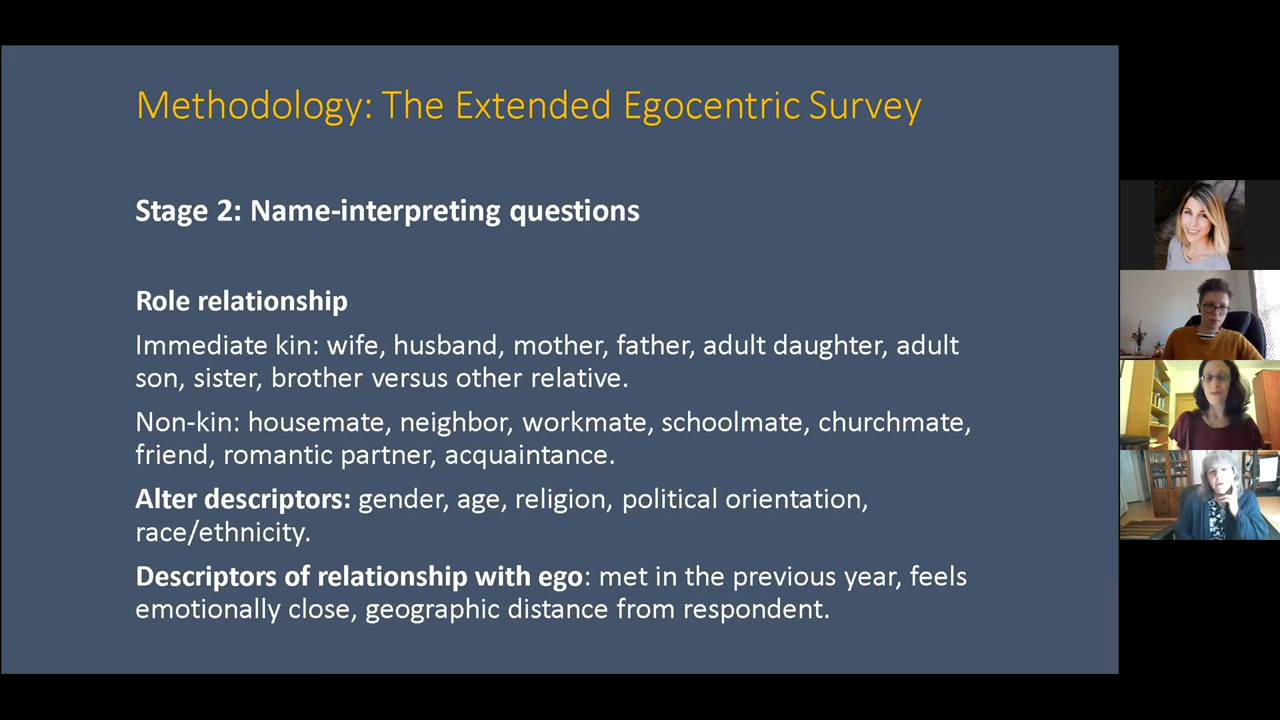 Methodology: The Extended Egocentric Survey
Stage 2: Name-interpreting questions
Role relationship
Immediate kin: wife, husband, mother, father, adult daughter, adult
son, sister, brother versus other relative.
Non-kin: housemate, neighbor, workmate, schoolmate, churchmate,
friend, romantic partner, acquaintance.
Alter descriptors: gender, age, religion, political orientation,
race/ethnicity.
Descriptors of relationship with ego: met in the previous year, feels
emotionally close, geographic distance from respondent.